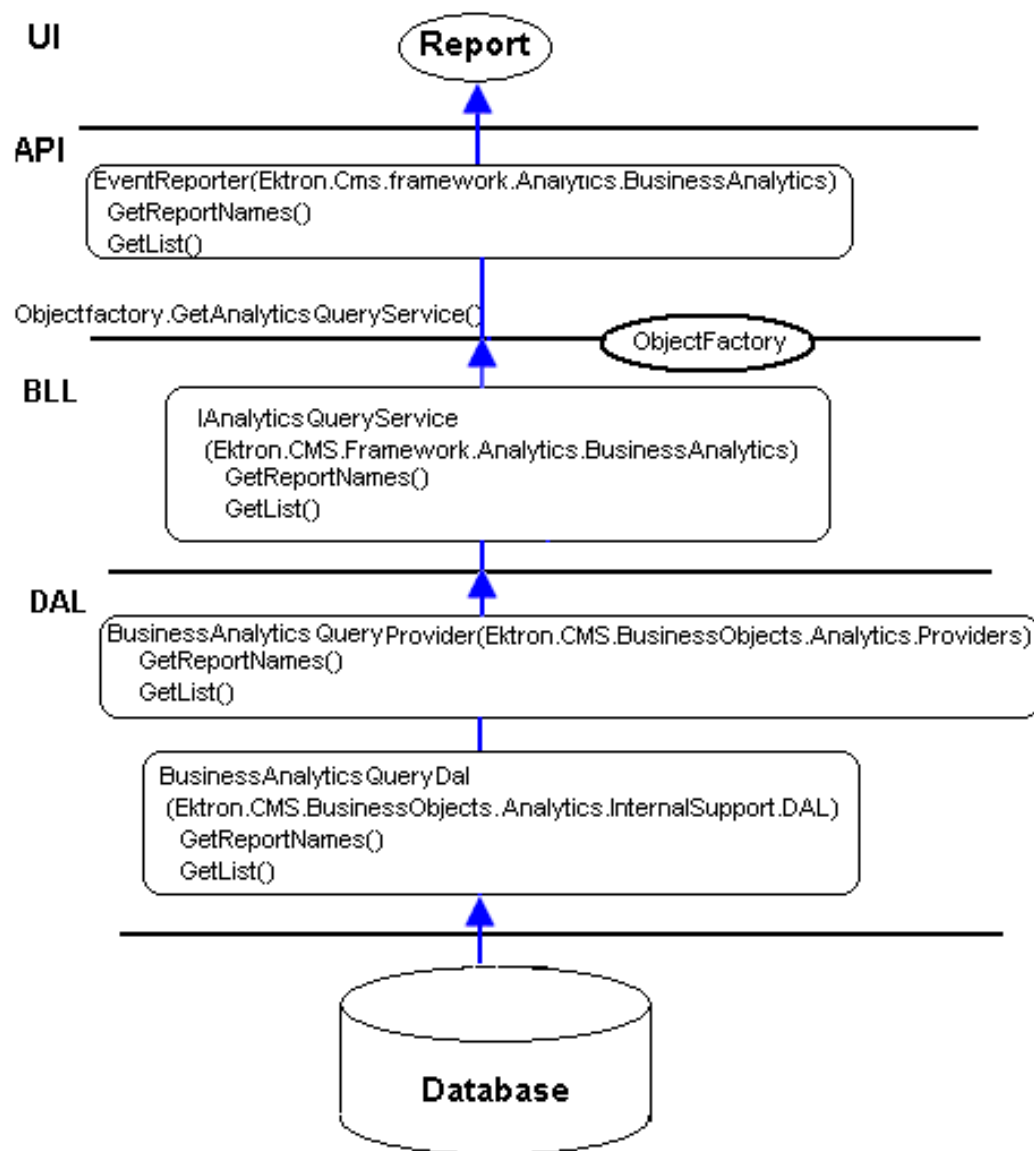 UI
Report
API
EventReporter(Ektron.Cms.framework.Analytics.BusinessAnalytics)
GetReportNames()
GetList()
Objectfactory.GetAnalyticsQueryService()
ObjectFactory
BLL
IAnalyticsQueryService
(Ektron.CMS.Framework.Analytics.BusinessAnalytics)
GetReportNames()
GetList()
DAL
BusinessAnalyticsQueryProvider(Ektron.CMS.BusinessObjects.Analytics.Providers)
GetReportNames()
GetList()
BusinessAnalyticsQueryDal
(Ektron.CMS.BusinessObjects.Analytics.InternalSupport.DAL)
GetReportNames()
GetList()
Database